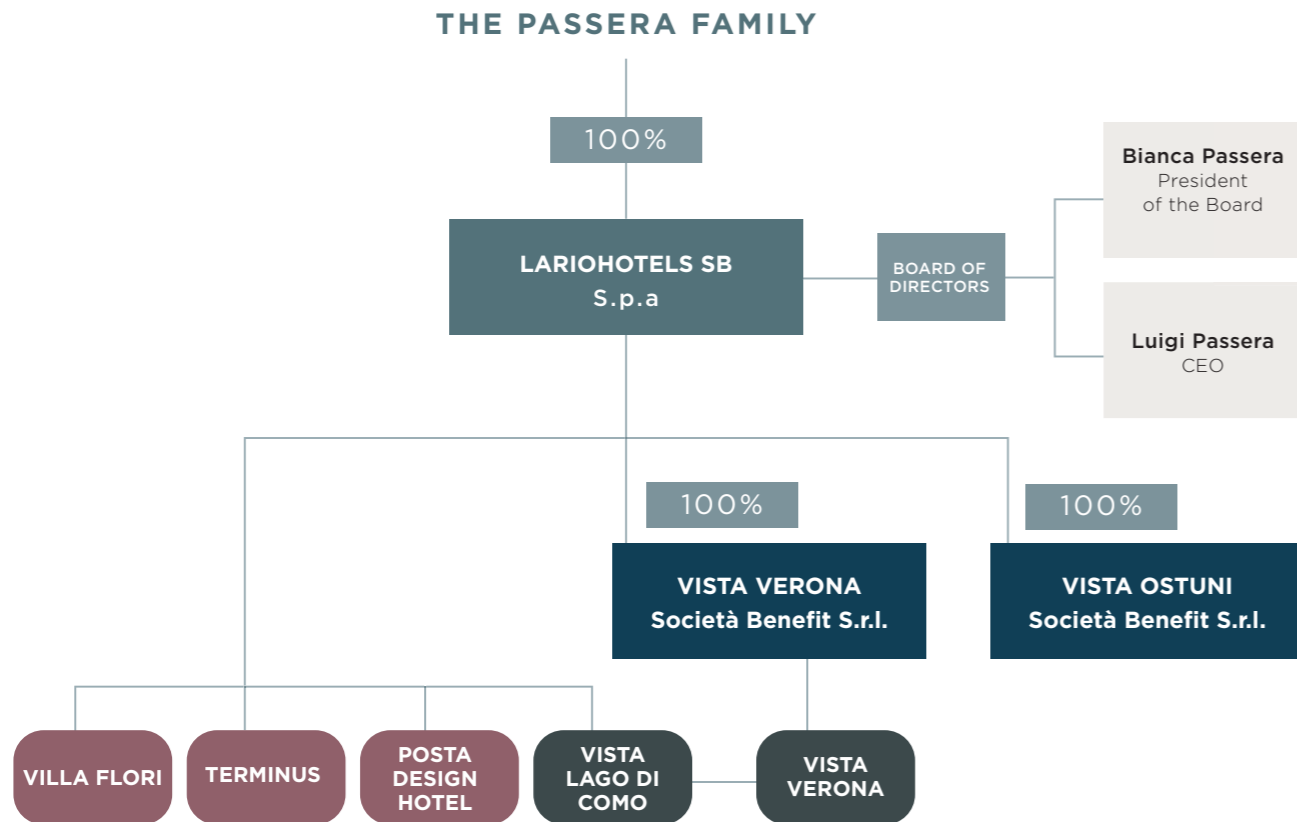 THE PASSERA FAMILY
100%
LARIOHOTELS SB
S.p.a
BOARD OF
DIRECTORS
Bianca Passera
President
of the Board
Luigi Passera
CEO
100%
VISTA VERONA
Società Benefit S.r.l.
100%
VISTA OSTUNI
Società Benefit S.r.l.
VILLA FLORI
TERMINUS
POSTA
DESIGN
HOTEL
VISTA
LAGO DI
COMO
VISTA
VERONA